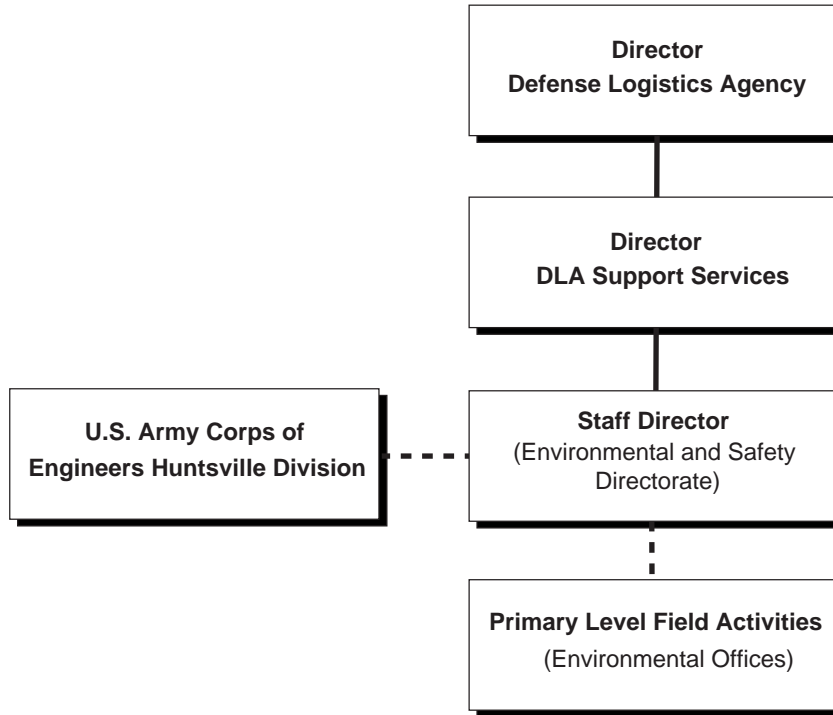 Director
Defense Logistics Agency
Director
DLA Support Services
U.S. Army Corps of
Engineers Huntsville Division
Staff Director
(Environmental and Safety
Directorate)
Primary Level Field Activities
(Environmental Offices)